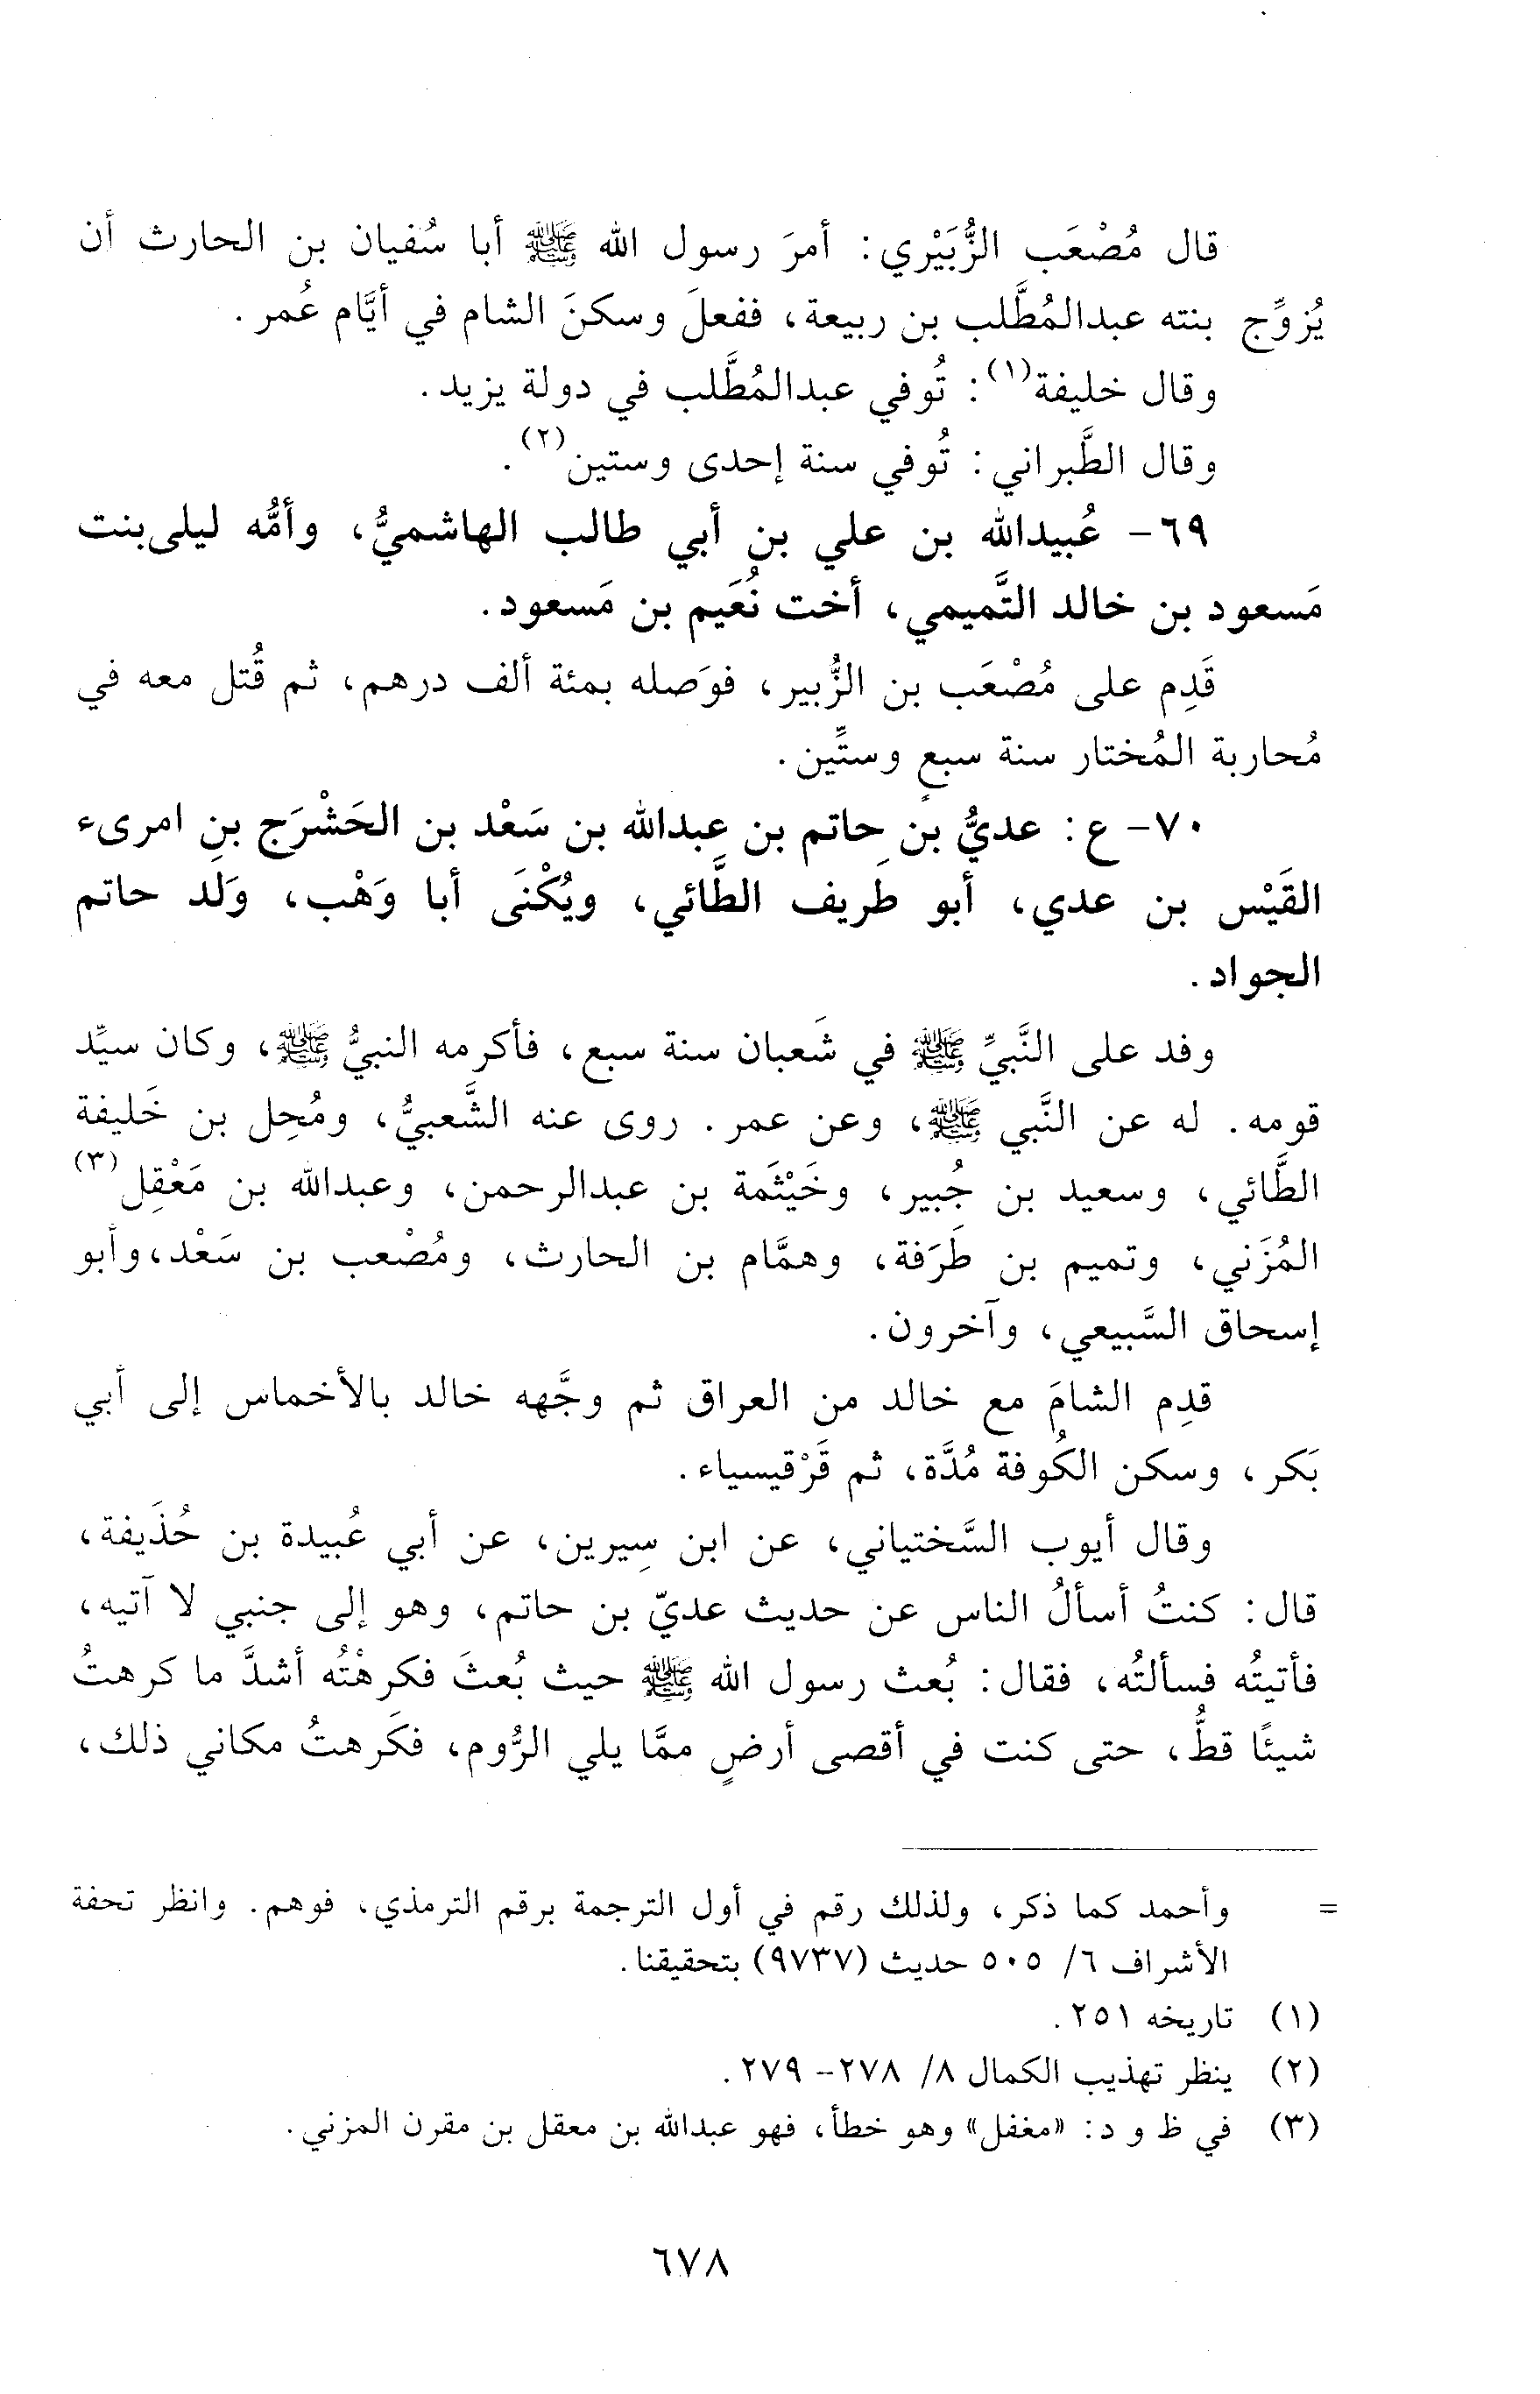 قال مُصْعَب الزُّبَيْري: أمرَ رسول الله ﷺ أبا سُفيان بن الحارث أن
يُزوِّج بنته عبدالمُطَّلب بن ربيعة، ففعلَ وسكنَ الشام في أيَّام عُمر.
وقال خليفة(١): تُوفي عبدالمُطَّلب في دولة يزيد.
وقال الطَّبراني: تُوفي سنة إحدى وستين(٢).
٦٩- عُبيدالله بن علي بن أبي طالب الهاشميُّ، وأمُّه ليلى بنت
مَسعود بن خالد التَّميمي، أخت نُعَيم بن مَسعود.
قَدِم على مُصْعَب بن الزُّبير، فوَصله بمئة ألف درهم، ثم قُتل معه في
مُحاربة المُختار سنة سبعٍ وستِّين.
٧٠- ع: عديُّ بن حاتم بن عبدالله بن سَعْد بن الحَشْرَج بنِ امرىء
القَيْس بن عدي، أبو طَريف الطَّائي، ويُكْنَى أبا وَهْب، وَلَد حاتم
الجواد.
وفد على النَّبيِّ ﷺ في شَعبان سنة سبع، فأكرمه النبيُّ ﷺ، وكان سيِّد
قومه. له عن النَّبي ﷺ، وعن عمر. روى عنه الشَّعبيُّ، ومُحِل بن خَليفة
الطَّائي، وسعيد بن جُبير، وخَيْثَمة بن عبدالرحمن، وعبدالله بن مَعْقِل(٣)
المُزَني، وتميم بن طَرَفة، وهمَّام بن الحارث، ومُصْعب بن سَعْد، وأبو
إسحاق السَّبيعي، وآخرون.
قدِم الشامَ مع خالد من العراق ثم وجَّهه خالد بالأخماس إلى أبي
بَكر، وسكن الكُوفة مُدَّة، ثم قَرْقيسياء.
وقال أيوب السَّختياني، عن ابن سِيرين، عن أبي عُبيدة بن حُذَيفة،
قال: كنتُ أسألُ الناس عن حديث عديّ بن حاتم، وهو إلى جنبي لا آتيه،
فأتيتُه فسألتُه، فقال: بُعث رسول الله ﷺ حيث بُعثَ فكرهْتُه أشدَّ ما كرهتُ
شيئًا قطُّ، حتى كنت في أقصى أرضٍ ممَّا يلي الرُّوم، فكَرهتُ مكاني ذلك،
= وأحمد كما ذكر، ولذلك رقم في أول الترجمة برقم الترمذي، فوهم. وانظر تحفة
الأشراف ٦/ ٥٠٥ حديث (٩٧٣٧) بتحقيقنا.
(١) تاريخه ٢٥١.
(٢) ينظر تهذيب الكمال ٨/ ٢٧٨- ٢٧٩.
(٣) في ظ و د: «مغفل» وهو خطأ، فهو عبدالله بن معقل بن مقرن المزني.
٦٧٨